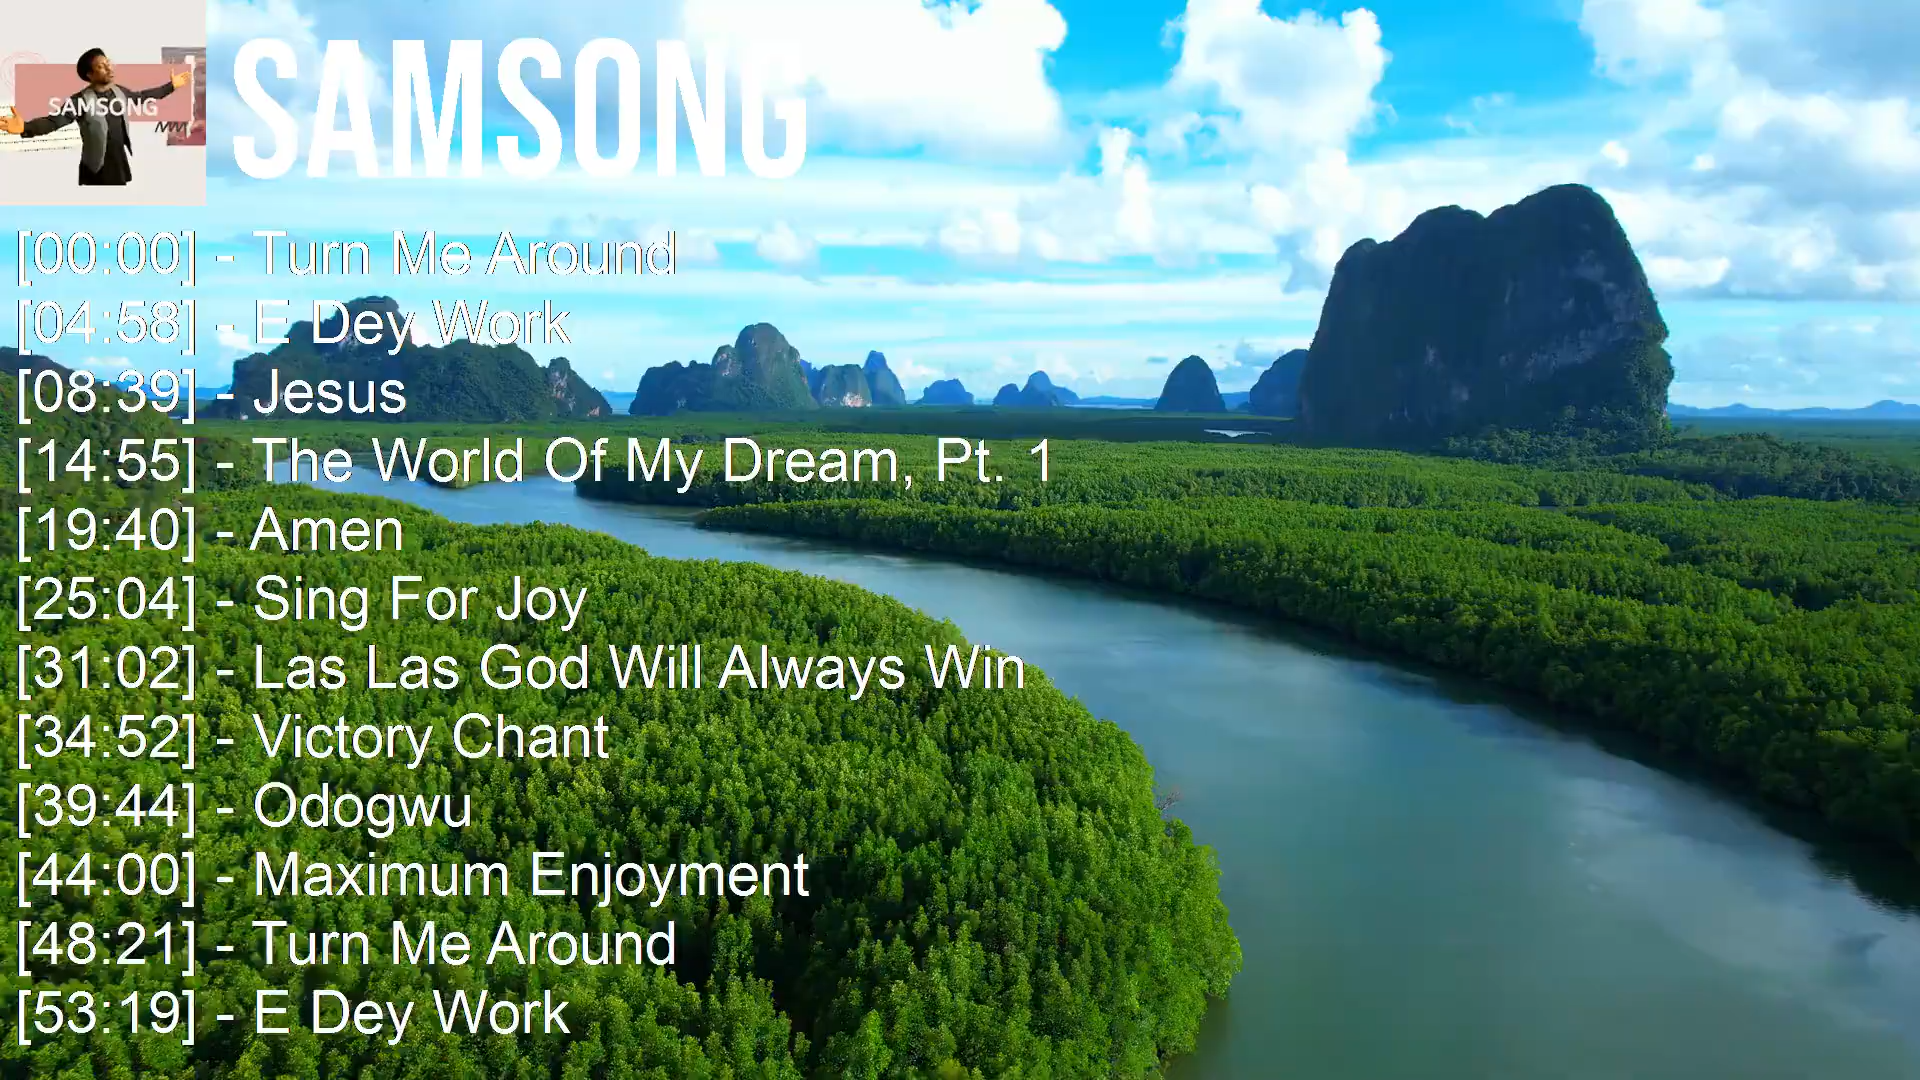 SAMSONG
SAMSONG
[00:00] - Turn Me Around
[04:58] - E Dey Work
[08:39] - Jesus
[14:55] - The World Of My Dream, Pt. 1
[19:40] - Amen
[25:04] - Sing For Joy
[31:02] - Las Las God Will Always Win
[34:52] - Victory Chant
[39:44] - Odogwu
[44:00] - Maximum Enjoyment
[48:21] - Turn Me Around
[53:19] - E Dey Work